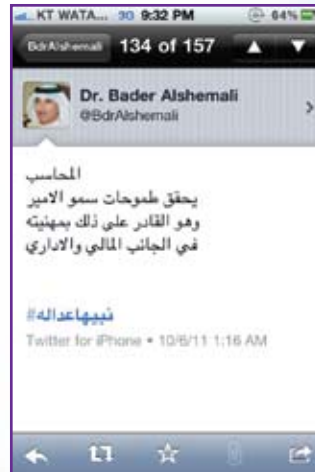 KT WATA... 3G 9:32 PM 64%
BdrAlshemali 134 of 157
Dr. Bader Alshemali
@BdrAlshemali
المحاسب
يحقق طموحات سمو الامير
وهو القادر على ذلك بمهنيته
في الجانب المالي والاداري
#نبيهاعداله
Twitter for iPhone • 10/6/11 1:16 AM